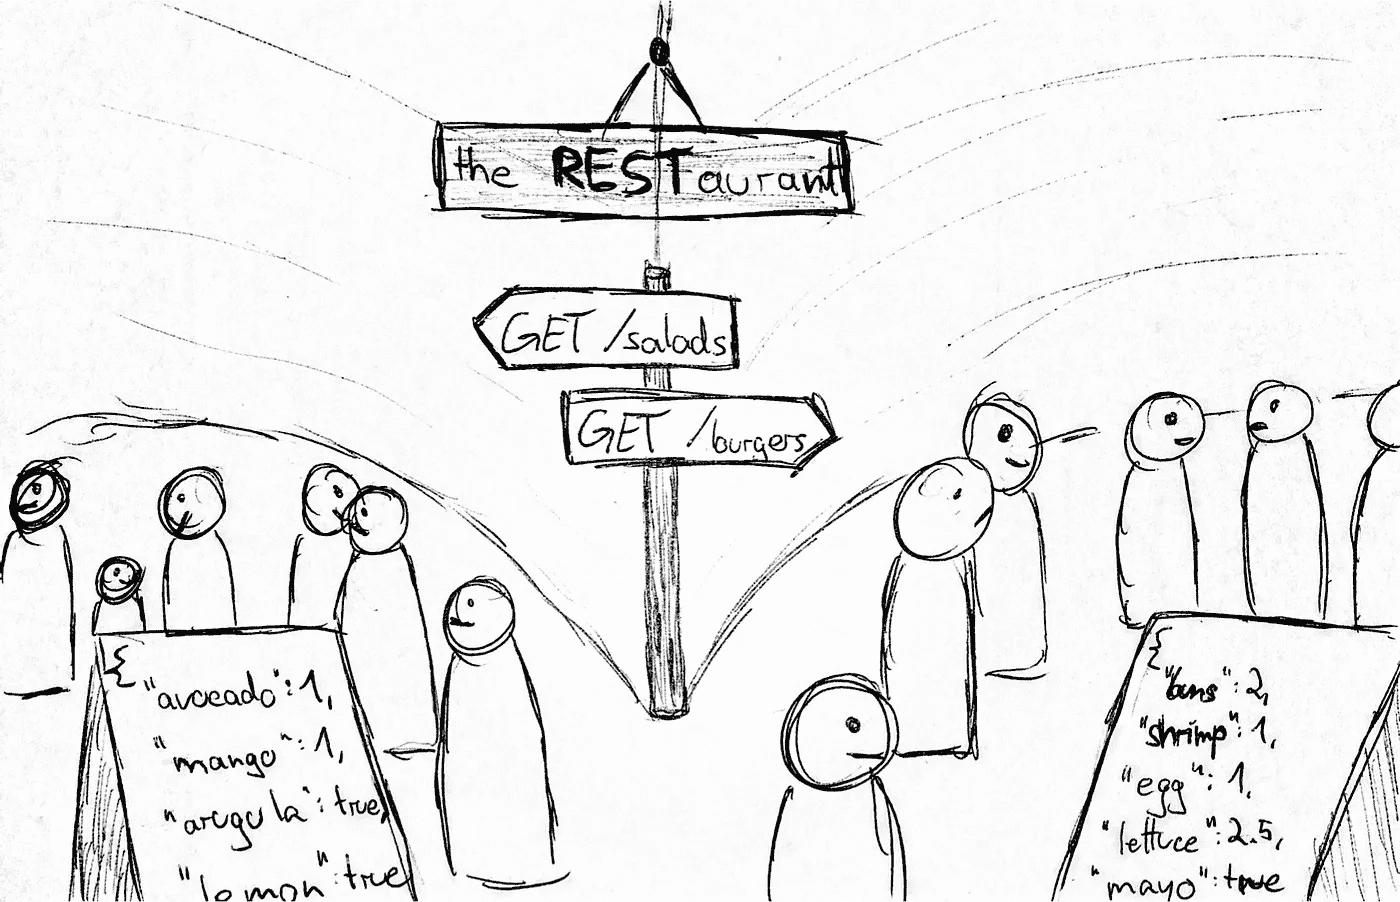 the RESTaurant
GET /salads
GET /burgers
{
"avocado": 1,
"mango": 1,
"arugula": true,
"lemon": true
{
"buns": 2,
"shrimp": 1,
"egg": 1,
"lettuce": 2.5,
"mayo": true